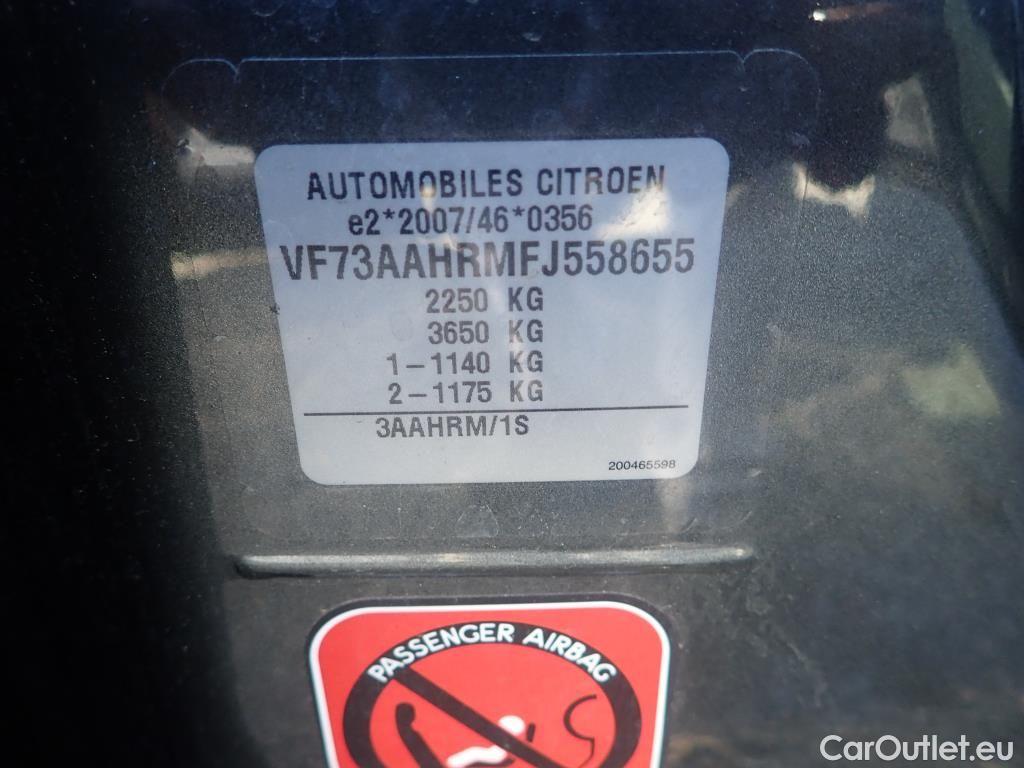 AUTOMOBILES CITROEN
e2*2007/46*0356
VF73AAHRMFJ558655
2250 KG
3650 KG
1-1140 KG
2-1175 KG
3AAHRM/1S
200465598
PASSENGER AIRBAG
CarOutlet.eu